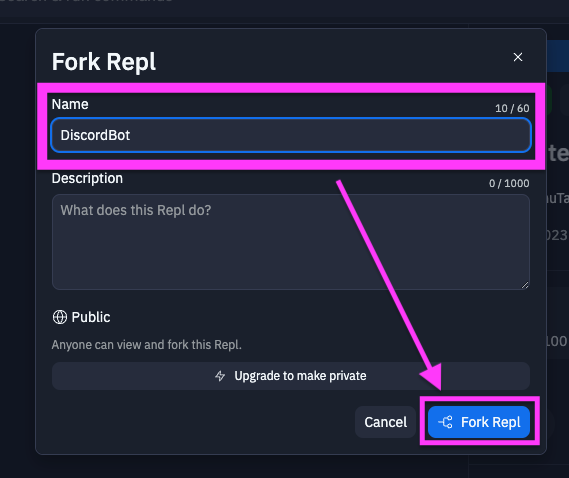 Fork Repl
Name
10 / 60
DiscordBot
Description
0 / 1000
What does this Repl do?
Public
Anyone can view and fork this Repl.
Upgrade to make private
Cancel
Fork Repl